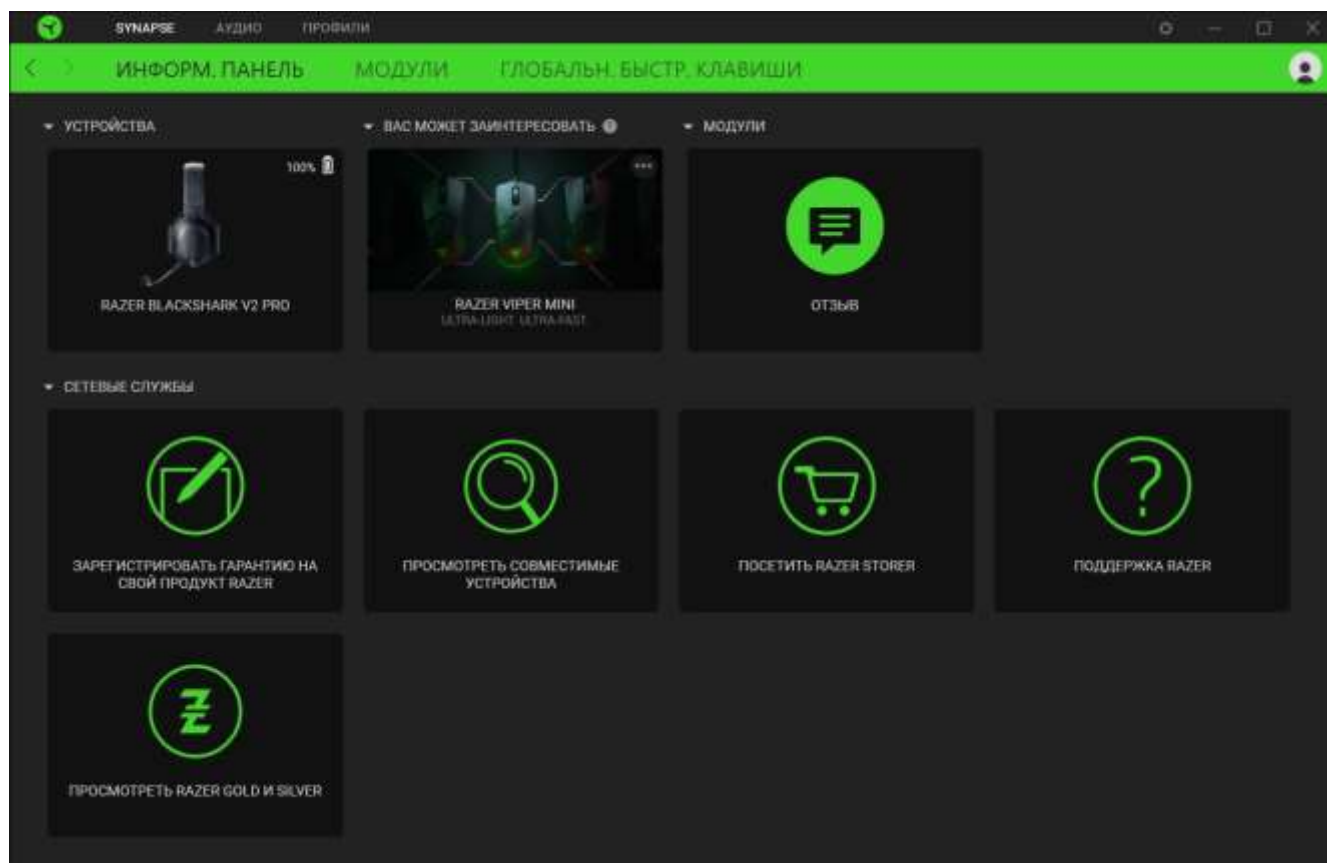 SYNAPSE АУДИО ПРОФИЛИ
ИНФОРМ. ПАНЕЛЬ МОДУЛИ ГЛОБАЛЬН. БЫСТР. КЛАВИШИ
УСТРОЙСТВА
100%
RAZER BLACKSHARK V2 PRO
ВАС МОЖЕТ ЗАИНТЕРЕСОВАТЬ
RAZER VIPER MINI
ULTRA-LIGHT. ULTRA-FAST.
МОДУЛИ
ОТЗЫВ
СЕТЕВЫЕ СЛУЖБЫ
ЗАРЕГИСТРИРОВАТЬ ГАРАНТИЮ НА
СВОЙ ПРОДУКТ RAZER
ПРОСМОТРЕТЬ СОВМЕСТИМЫЕ
УСТРОЙСТВА
ПОСЕТИТЬ RAZER STORER
ПОДДЕРЖКА RAZER
ПРОСМОТРЕТЬ RAZER GOLD И SILVER